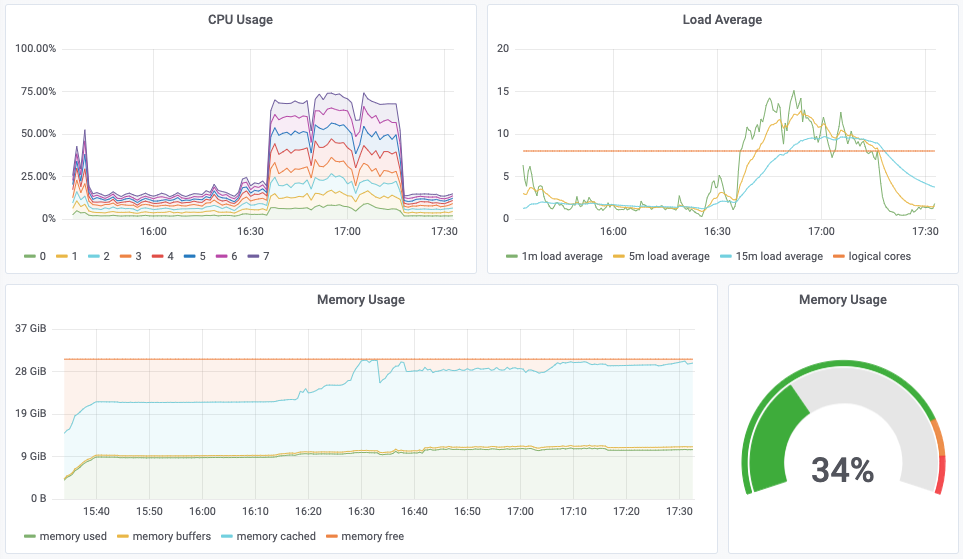 CPU Usage
100.00%
75.00%
50.00%
25.00%
0%
16:00 16:30 17:00 17:30
0 1 2 3 4 5 6 7
Load Average
20
15
10
5
0
16:00 16:30 17:00 17:30
1m load average 5m load average 15m load average logical cores
Memory Usage
37 GiB
28 GiB
19 GiB
9 GiB
0 B
15:40 15:50 16:00 16:10 16:20 16:30 16:40 16:50 17:00 17:10 17:20 17:30
memory used memory buffers memory cached memory free
Memory Usage
34%